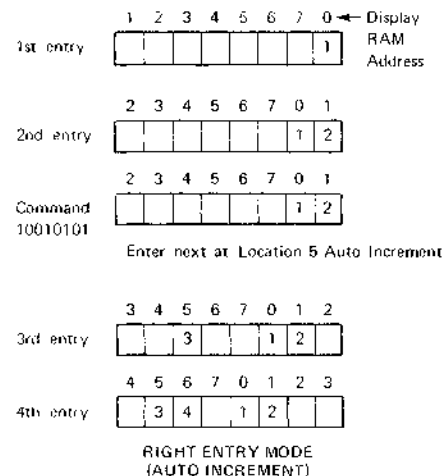 1 2 3 4 5 6 7 0 ← Display
RAM
Address
1st entry
1
2 3 4 5 6 7 0 1
2nd entry 1 2
2 3 4 5 6 7 0 1
Command 1 2
10010101
Enter next at Location 5 Auto Increment
3 4 5 6 7 0 1 2
3rd entry 3 1 2
4 5 6 7 0 1 2 3
4th entry 3 4 1 2
RIGHT ENTRY MODE
(AUTO INCREMENT)